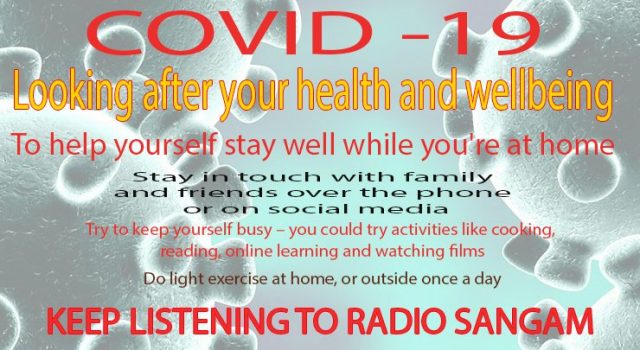 COVID -19
Looking after your health and wellbeing
To help yourself stay well while you're at home
Stay in touch with family
and friends over the phone
or on social media
Try to keep yourself busy – you could try activities like cooking,
reading, online learning and watching films
Do light exercise at home, or outside once a day
KEEP LISTENING TO RADIO SANGAM